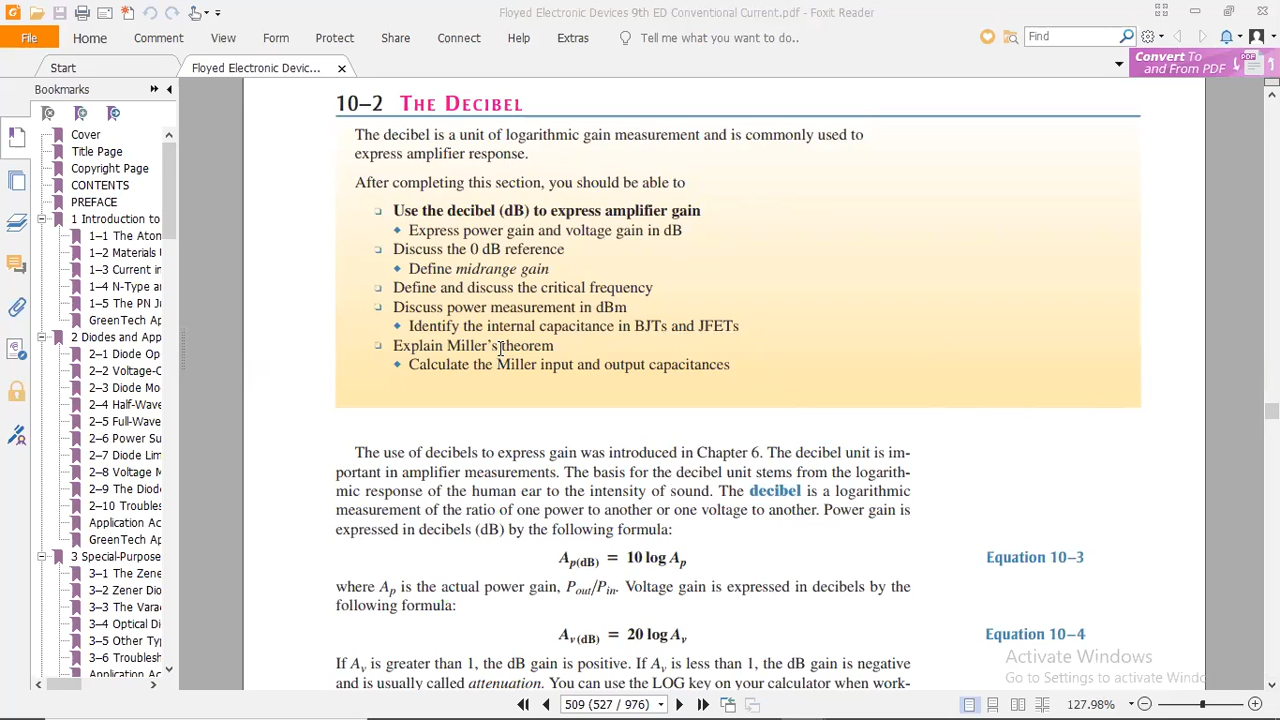 Floyed Electronic Devices 9th ED Conventional Current.pdf - Foxit Reader
File Home Comment View Form Protect Share Connect Help Extras Tell me what you want to do.. Find
Start Floyed Electronic Devic... Convert To and From PDF
Bookmarks
Cover
Title Page
Copyright Page
CONTENTS
PREFACE
1 Introduction to
1–1 The Aton
1–2 Materials
1–3 Current in
1–4 N-Type ar
1–5 The PN J
GreenTech Ap
2 Diodes and App
2–1 Diode Op
2–2 Voltage-C
2–3 Diode Mo
2–4 Half-Wave
2–5 Full-Wave
2–6 Power Su
2–7 Diode Lim
2–8 Voltage M
2–9 The Diode
2–10 Troubles
Application Ac
GreenTech Ap
3 Special-Purpose
3–1 The Zener
3–2 Zener Dio
3–3 The Varac
3–4 Optical Di
3–5 Other Typ
3–6 Troublesh
Application Ac
10–2 THE DECIBEL
The decibel is a unit of logarithmic gain measurement and is commonly used to
express amplifier response.
After completing this section, you should be able to
❏ Use the decibel (dB) to express amplifier gain
◆ Express power gain and voltage gain in dB
❏ Discuss the 0 dB reference
◆ Define midrange gain
❏ Define and discuss the critical frequency
❏ Discuss power measurement in dBm
◆ Identify the internal capacitance in BJTs and JFETs
❏ Explain Miller's theorem
◆ Calculate the Miller input and output capacitances
The use of decibels to express gain was introduced in Chapter 6. The decibel unit is im-
portant in amplifier measurements. The basis for the decibel unit stems from the logarith-
mic response of the human ear to the intensity of sound. The decibel is a logarithmic
measurement of the ratio of one power to another or one voltage to another. Power gain is
expressed in decibels (dB) by the following formula:
Ap(dB) = 10 log Ap Equation 10–3
where Ap is the actual power gain, Pout/Pin. Voltage gain is expressed in decibels by the
following formula:
Av(dB) = 20 log Av Equation 10–4
If Av is greater than 1, the dB gain is positive. If Av is less than 1, the dB gain is negative
and is usually called attenuation. You can use the LOG key on your calculator when work-
Activate Windows
Go to Settings to activate Windo
509 (527 / 976) 127.98%